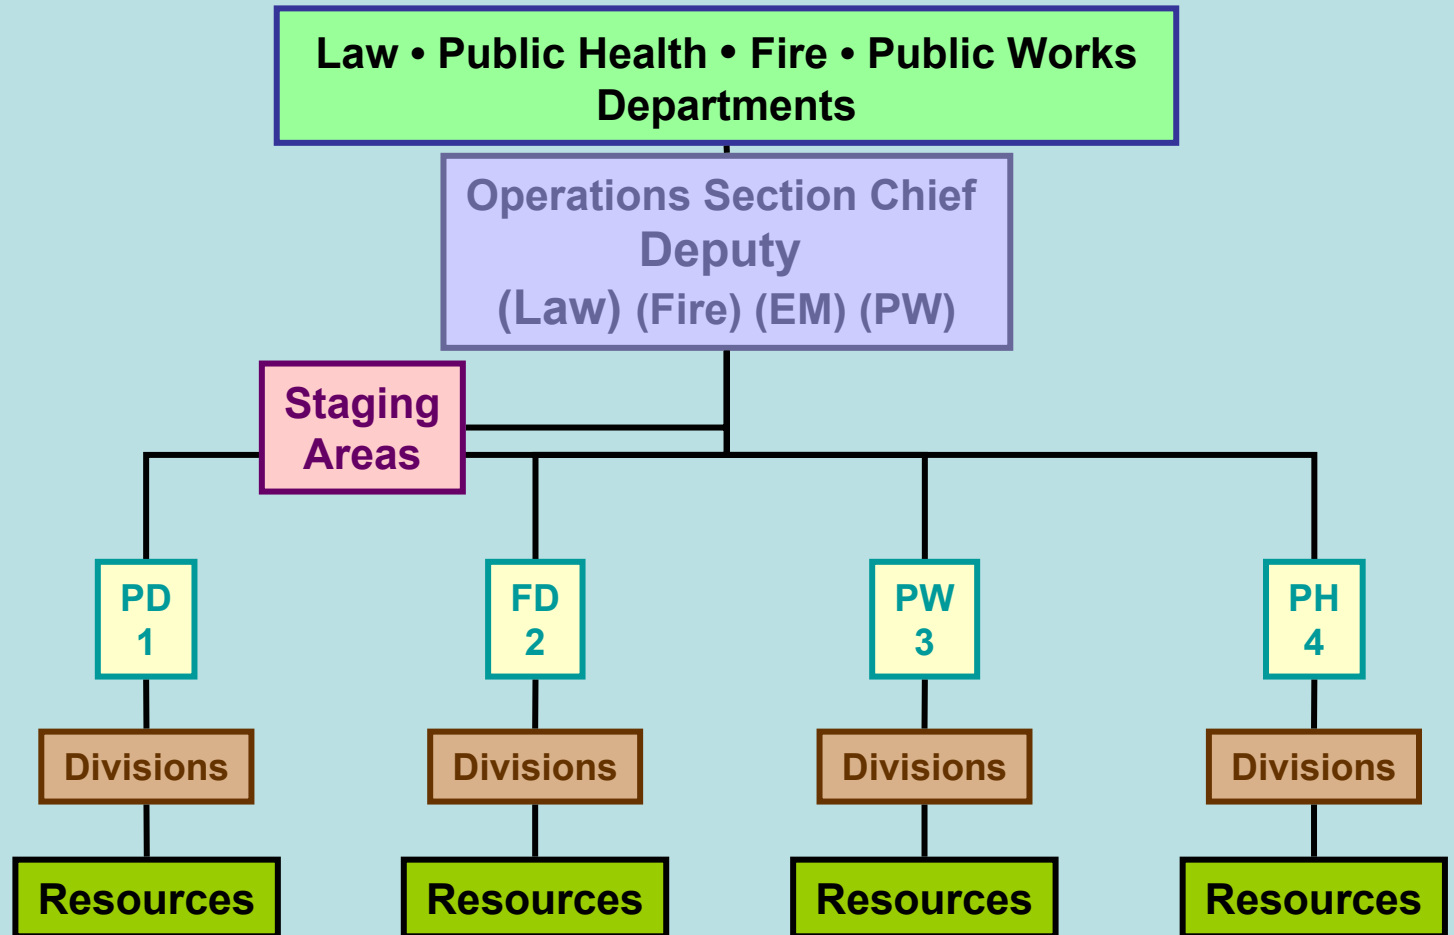 Law • Public Health • Fire • Public Works
Departments
Operations Section Chief
Deputy
(Law) (Fire) (EM) (PW)
Staging
Areas
PD
1
FD
2
PW
3
PH
4
Divisions
Divisions
Divisions
Divisions
Resources
Resources
Resources
Resources